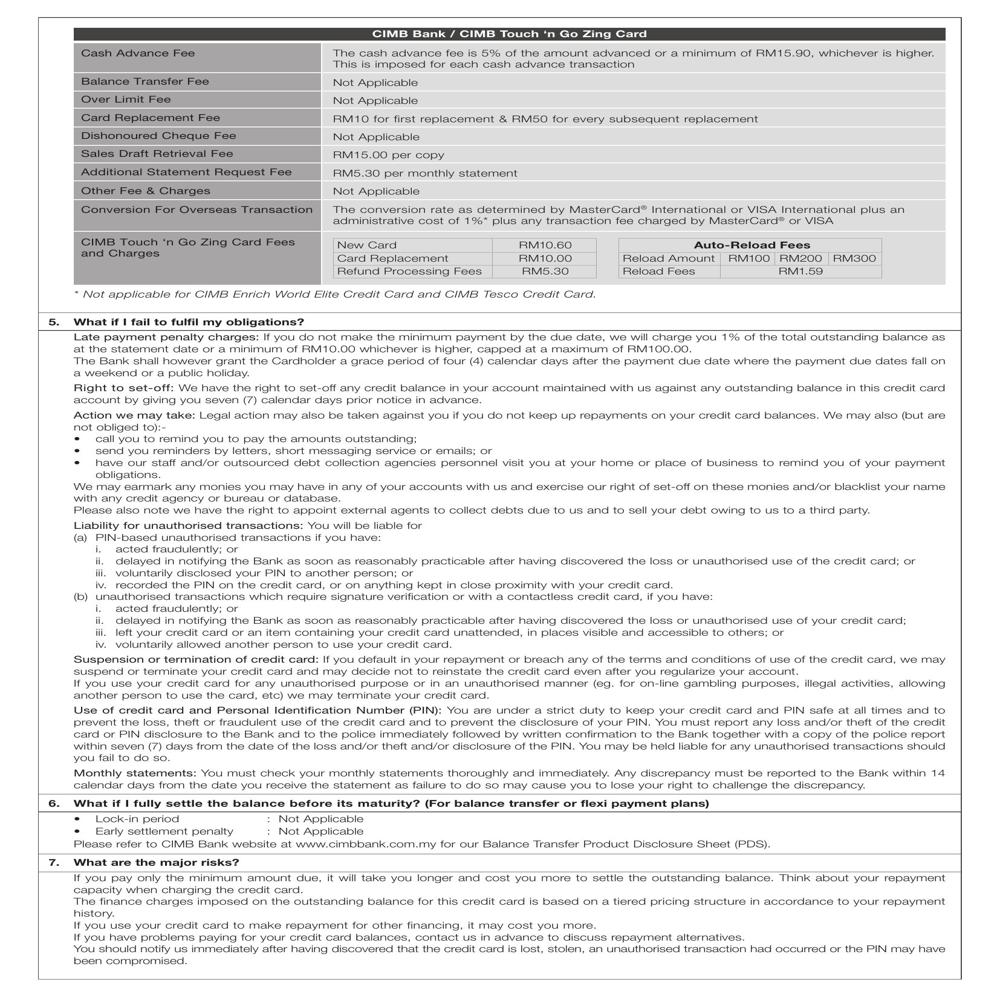 CIMB Bank / CIMB Touch ‘n Go Zing Card
Cash Advance Fee
The cash advance fee is 5% of the amount advanced or a minimum of RM15.90, whichever is higher.
This is imposed for each cash advance transaction
Balance Transfer Fee
Not Applicable
Over Limit Fee
Not Applicable
Card Replacement Fee
RM10 for first replacement & RM50 for every subsequent replacement
Dishonoured Cheque Fee
Not Applicable
Sales Draft Retrieval Fee
RM15.00 per copy
Additional Statement Request Fee
RM5.30 per monthly statement
Other Fee & Charges
Not Applicable
Conversion For Overseas Transaction
The conversion rate as determined by MasterCard® International or VISA International plus an
administrative cost of 1%* plus any transaction fee charged by MasterCard® or VISA
CIMB Touch ‘n Go Zing Card Fees
and Charges
New Card RM10.60
Card Replacement RM10.00
Refund Processing Fees RM5.30
Auto-Reload Fees
Reload Amount RM100 RM200 RM300
Reload Fees RM1.59
* Not applicable for CIMB Enrich World Elite Credit Card and CIMB Tesco Credit Card.
5. What if I fail to fulfil my obligations?
Late payment penalty charges: If you do not make the minimum payment by the due date, we will charge you 1% of the total outstanding balance as
at the statement date or a minimum of RM10.00 whichever is higher, capped at a maximum of RM100.00.
The Bank shall however grant the Cardholder a grace period of four (4) calendar days after the payment due date where the payment due dates fall on
a weekend or a public holiday.
Right to set-off: We have the right to set-off any credit balance in your account maintained with us against any outstanding balance in this credit card
account by giving you seven (7) calendar days prior notice in advance.
Action we may take: Legal action may also be taken against you if you do not keep up repayments on your credit card balances. We may also (but are
not obliged to):-
• call you to remind you to pay the amounts outstanding;
• send you reminders by letters, short messaging service or emails; or
• have our staff and/or outsourced debt collection agencies personnel visit you at your home or place of business to remind you of your payment
obligations.
We may earmark any monies you may have in any of your accounts with us and exercise our right of set-off on these monies and/or blacklist your name
with any credit agency or bureau or database.
Please also note we have the right to appoint external agents to collect debts due to us and to sell your debt owing to us to a third party.
Liability for unauthorised transactions: You will be liable for
(a) PIN-based unauthorised transactions if you have:
i. acted fraudulently; or
ii. delayed in notifying the Bank as soon as reasonably practicable after having discovered the loss or unauthorised use of the credit card; or
iii. voluntarily disclosed your PIN to another person; or
iv. recorded the PIN on the credit card, or on anything kept in close proximity with your credit card.
(b) unauthorised transactions which require signature verification or with a contactless credit card, if you have:
i. acted fraudulently; or
ii. delayed in notifying the Bank as soon as reasonably practicable after having discovered the loss or unauthorised use of your credit card;
iii. left your credit card or an item containing your credit card unattended, in places visible and accessible to others; or
iv. voluntarily allowed another person to use your credit card.
Suspension or termination of credit card: If you default in your repayment or breach any of the terms and conditions of use of the credit card, we may
suspend or terminate your credit card and may decide not to reinstate the credit card even after you regularize your account.
If you use your credit card for any unauthorised purpose or in an unauthorised manner (eg. for on-line gambling purposes, illegal activities, allowing
another person to use the card, etc) we may terminate your credit card.
Use of credit card and Personal Identification Number (PIN): You are under a strict duty to keep your credit card and PIN safe at all times and to
prevent the loss, theft or fraudulent use of the credit card and to prevent the disclosure of your PIN. You must report any loss and/or theft of the credit
card or PIN disclosure to the Bank and to the police immediately followed by written confirmation to the Bank together with a copy of the police report
within seven (7) days from the date of the loss and/or theft and/or disclosure of the PIN. You may be held liable for any unauthorised transactions should
you fail to do so.
Monthly statements: You must check your monthly statements thoroughly and immediately. Any discrepancy must be reported to the Bank within 14
calendar days from the date you receive the statement as failure to do so may cause you to lose your right to challenge the discrepancy.
6. What if I fully settle the balance before its maturity? (For balance transfer or flexi payment plans)
• Lock-in period : Not Applicable
• Early settlement penalty : Not Applicable
Please refer to CIMB Bank website at www.cimbbank.com.my for our Balance Transfer Product Disclosure Sheet (PDS).
7. What are the major risks?
If you pay only the minimum amount due, it will take you longer and cost you more to settle the outstanding balance. Think about your repayment
capacity when charging the credit card.
The finance charges imposed on the outstanding balance for this credit card is based on a tiered pricing structure in accordance to your repayment
history.
If you use your credit card to make repayment for other financing, it may cost you more.
If you have problems paying for your credit card balances, contact us in advance to discuss repayment alternatives.
You should notify us immediately after having discovered that the credit card is lost, stolen, an unauthorised transaction had occurred or the PIN may have
been compromised.